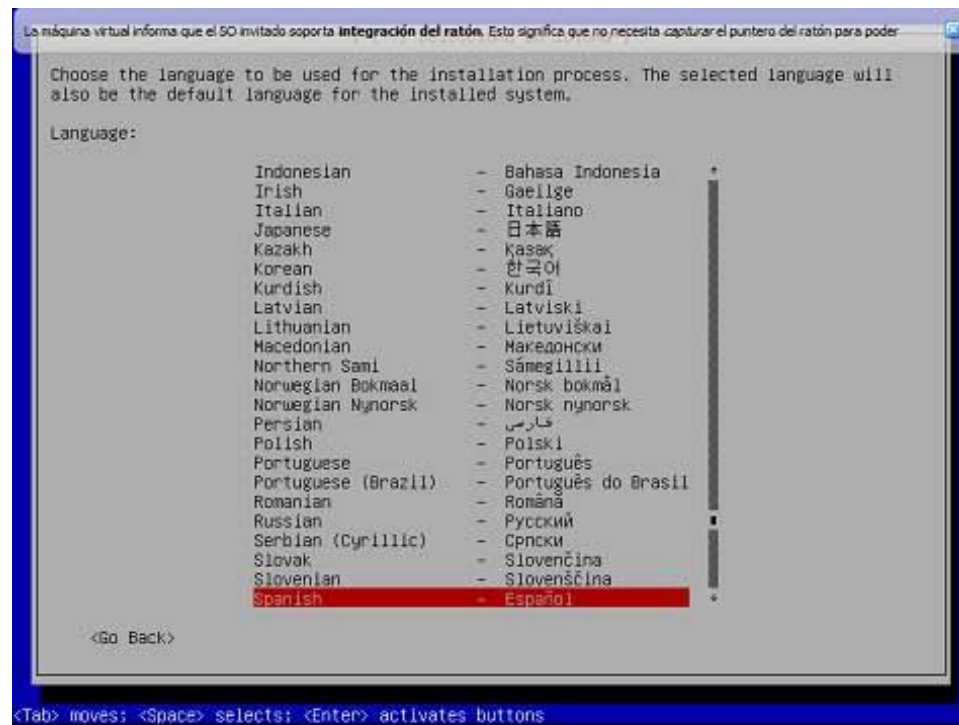 La máquina virtual informa que el SO invitado soporta integración del ratón. Esto significa que no necesita capturar el puntero del ratón para poder
Choose the language to be used for the installation process. The selected language will
also be the default language for the installed system.
Language:
Indonesian - Bahasa Indonesia
Irish - Gaeilge
Italian - Italiano
Japanese - 日本語
Kazakh - Қазақ
Korean - 한국어
Kurdish - Kurdî
Latvian - Latviski
Lithuanian - Lietuviškai
Macedonian - Македонски
Northern Sami - Sámegillii
Norwegian Bokmaal - Norsk bokmål
Norwegian Nynorsk - Norsk nynorsk
Persian - فارسی
Polish - Polski
Portuguese - Português
Portuguese (Brazil) - Português do Brasil
Romanian - Română
Russian - Русский
Serbian (Cyrillic) - Српски
Slovak - Slovenčina
Slovenian - Slovenščina
Spanish - Español
<Go Back>
<Tab> moves; <Space> selects; <Enter> activates buttons